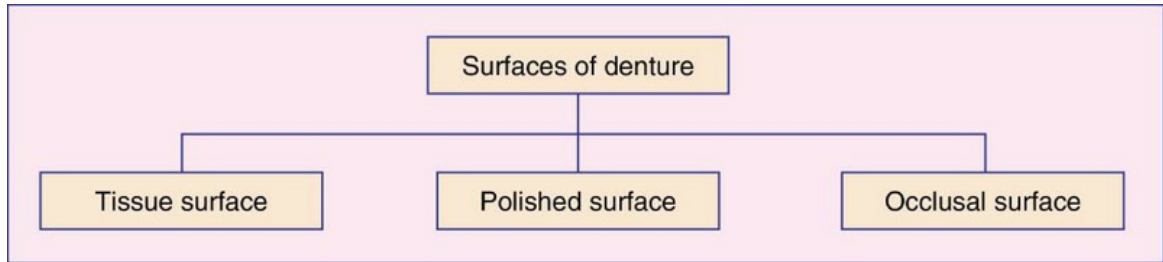 Surfaces of denture
Tissue surface
Polished surface
Occlusal surface